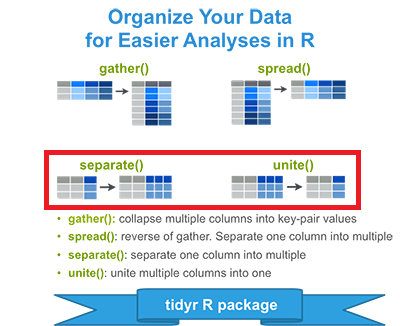 Organize Your Data
for Easier Analyses in R
gather() spread()
separate() unite()
• gather(): collapse multiple columns into key-pair values
• spread(): reverse of gather. Separate one column into multiple
• separate(): separate one column into multiple
• unite(): unite multiple columns into one
tidyr R package